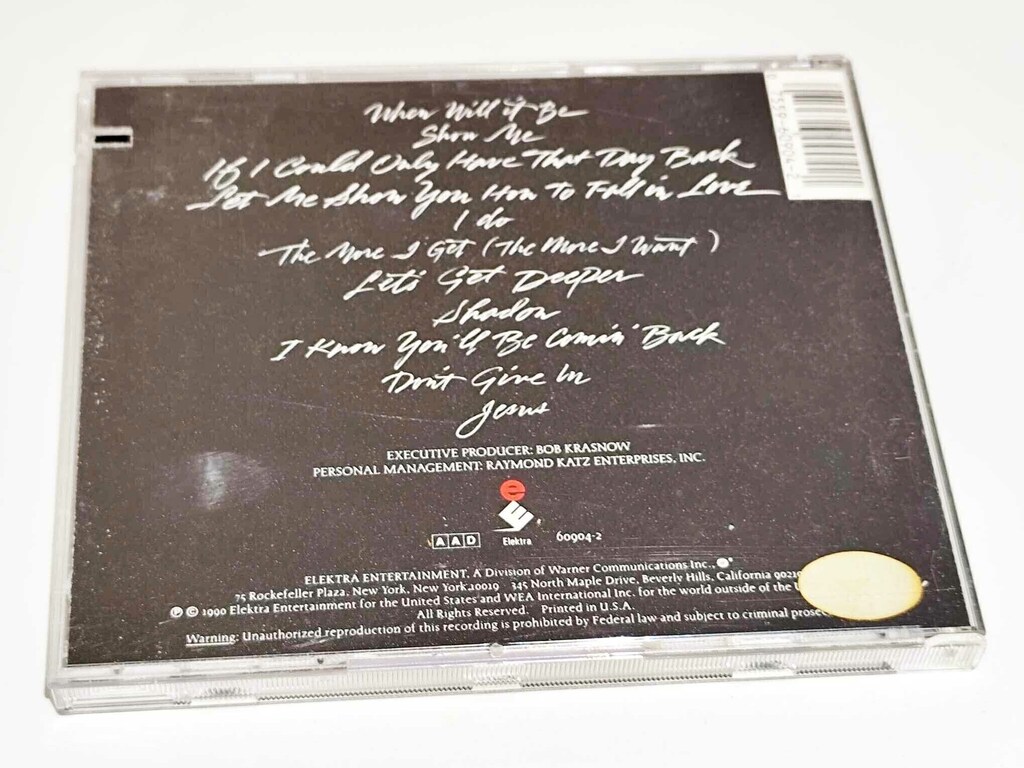 When Will it Be
Show Me
If I Could Only Have That Day Back
Let Me Show You How To Fall in Love
I do
The More I Get (The More I Want)
Let's Get Deeper
Shadow
I Know You'll Be Comin' Back
Don't Give In
Jesus
EXECUTIVE PRODUCER: BOB KRASNOW
PERSONAL MANAGEMENT: RAYMOND KATZ ENTERPRISES, INC.
e
E
AAD Elektra 60904-2
ELEKTRA ENTERTAINMENT, A Division of Warner Communications Inc.,
75 Rockefeller Plaza, New York, New York 10019 345 North Maple Drive, Beverly Hills, California
℗ © 1990 Elektra Entertainment for the United States and WEA International Inc. for the world outside of the
All Rights Reserved. Printed in U.S.A.
Warning: Unauthorized reproduction of this recording is prohibited by Federal law and subject to criminal